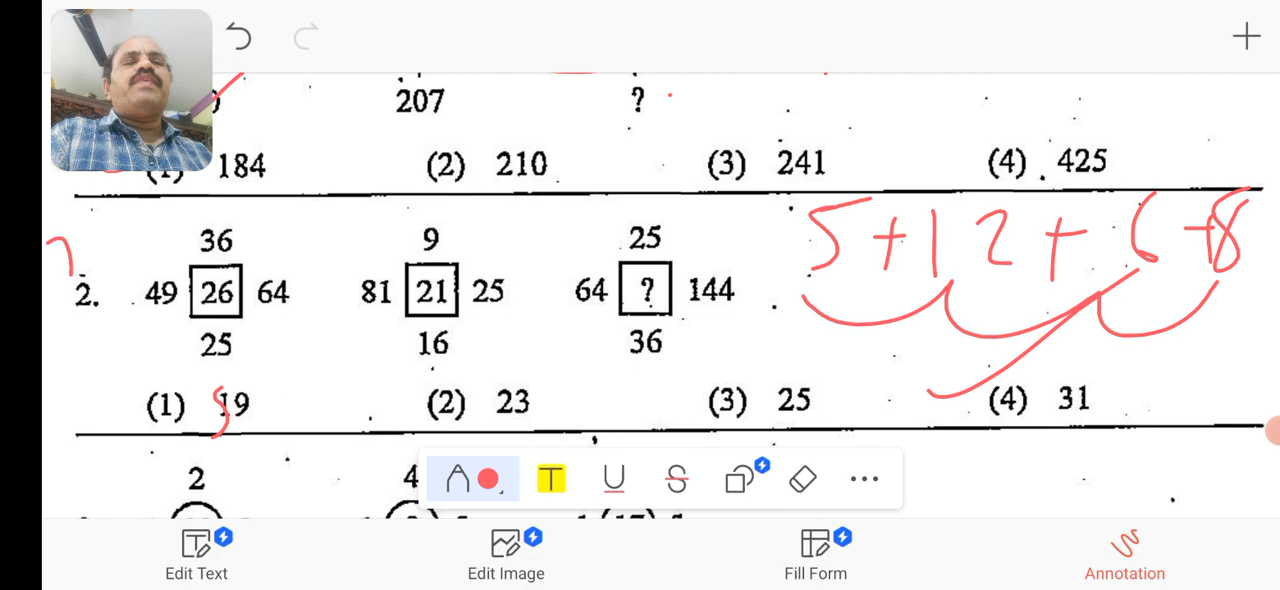 207 ?
(1) 184 (2) 210 (3) 241 (4) 425
5+12+6+8
36 9 25
2. 49 26 64 81 21 25 64 ? 144
25 16 36
(1) 19 (2) 23 (3) 25 (4) 31
2 4
T U S
Edit Text Edit Image Fill Form Annotation